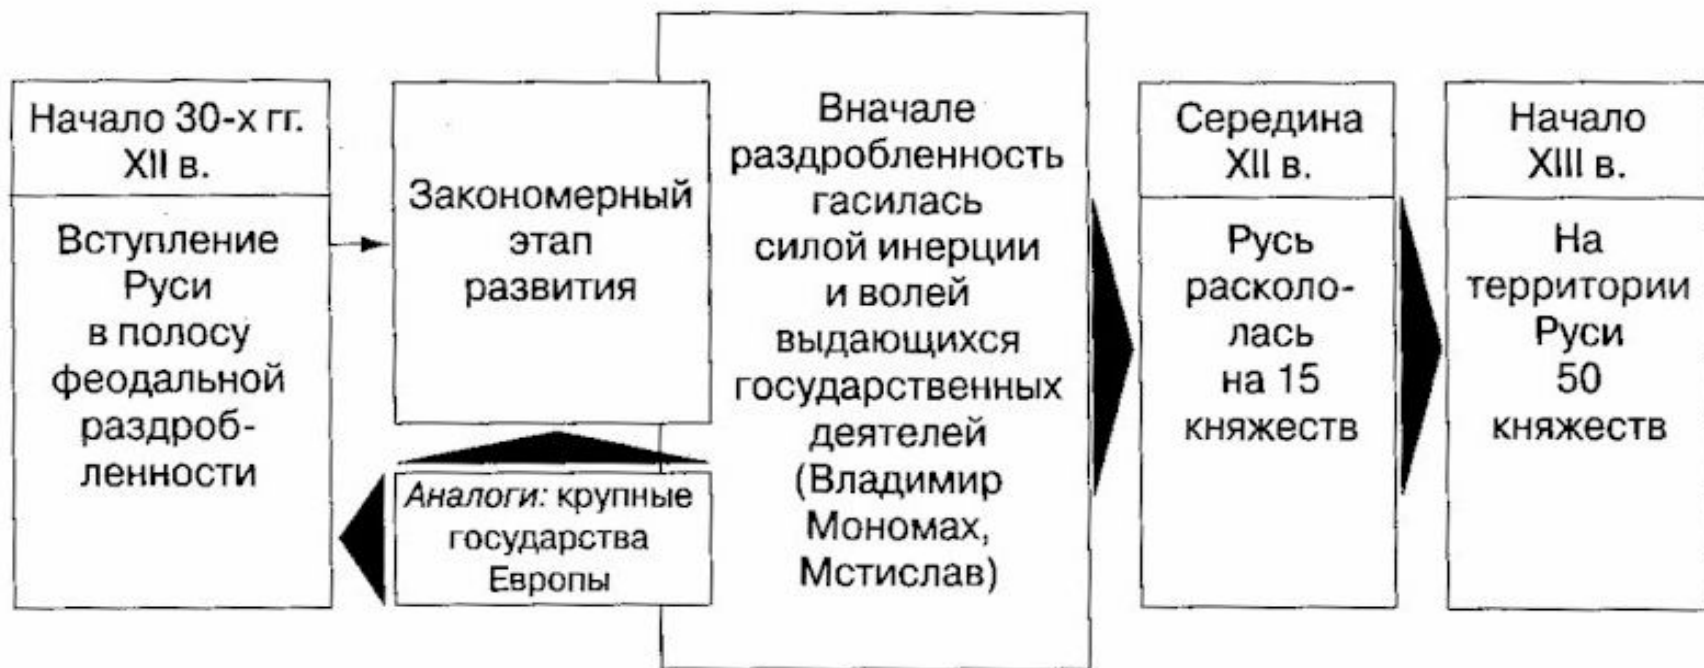 Начало 30-х гг.
XII в.
Вступление
Руси
в полосу
феодальной
раздроб-
ленности
Закономерный
этап
развития
Аналоги: крупные
государства
Европы
Вначале
раздробленность
гасилась
силой инерции
и волей
выдающихся
государственных
деятелей
(Владимир
Мономах,
Мстислав)
Середина
XII в.
Русь
расколо-
лась
на 15
княжеств
Начало
XIII в.
На
территории
Руси
50
княжеств